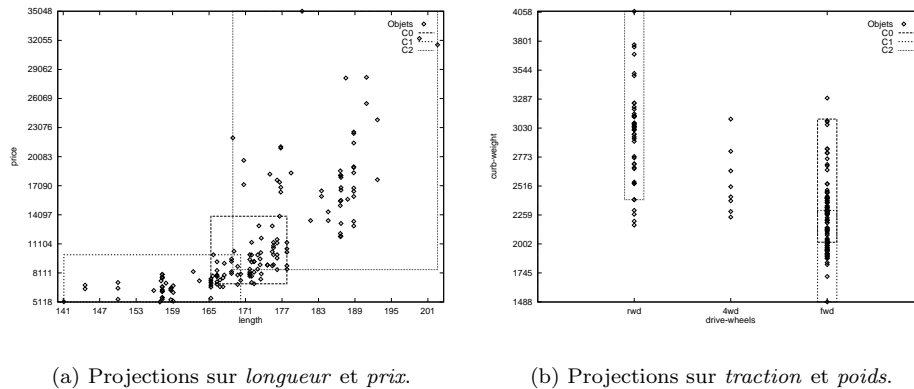 35048
32055
29062
26069
23076
20083
17090
14097
11104
8111
5118
price
141 147 153 159 165 171 177 183 189 195 201
length
Objets
C0
C1
C2
4058
3801
3544
3287
3030
2773
2516
2259
2002
1745
1488
curb-weight
rwd 4wd fwd
drive-wheels
Objets
C0
C1
C2
(a) Projections sur longueur et prix.
(b) Projections sur traction et poids.